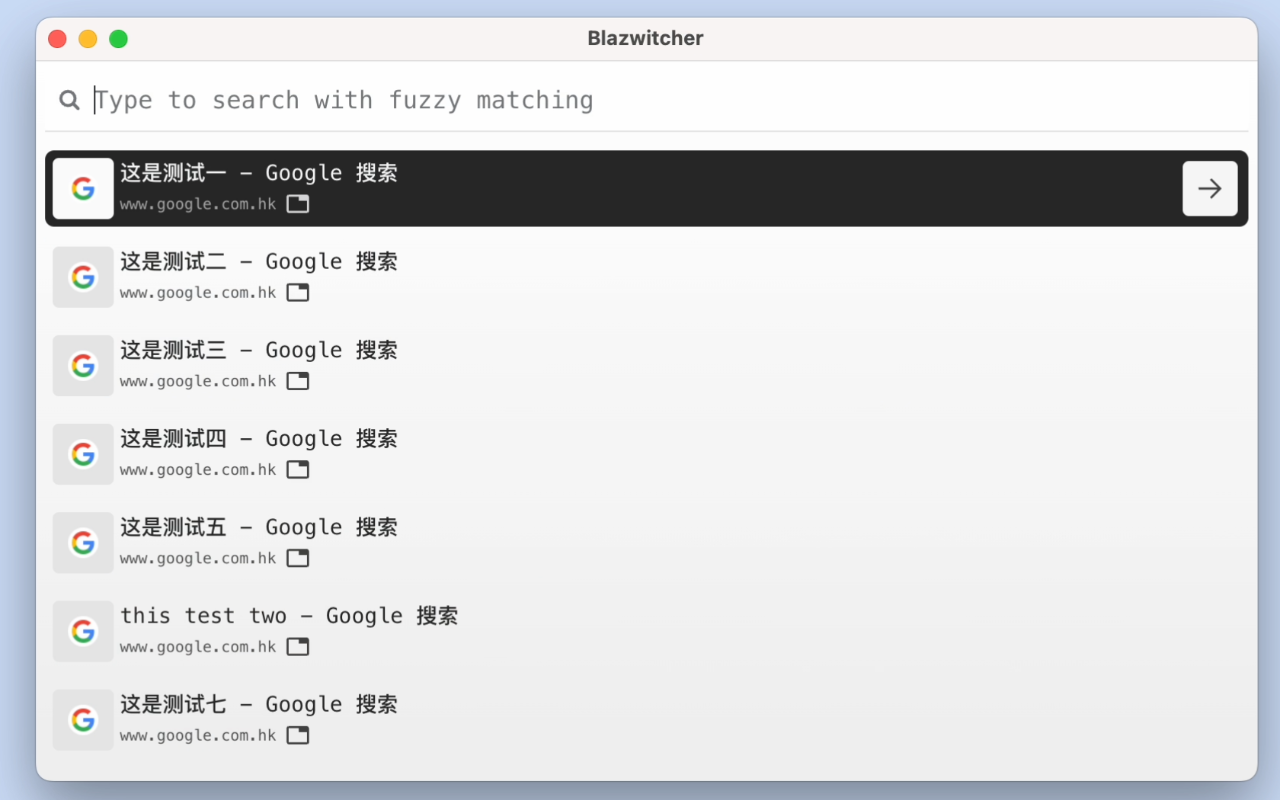 Blazwitcher
Type to search with fuzzy matching
这是测试一 – Google 搜索
www.google.com.hk
这是测试二 – Google 搜索
www.google.com.hk
这是测试三 – Google 搜索
www.google.com.hk
这是测试四 – Google 搜索
www.google.com.hk
这是测试五 – Google 搜索
www.google.com.hk
this test two – Google 搜索
www.google.com.hk
这是测试七 – Google 搜索
www.google.com.hk